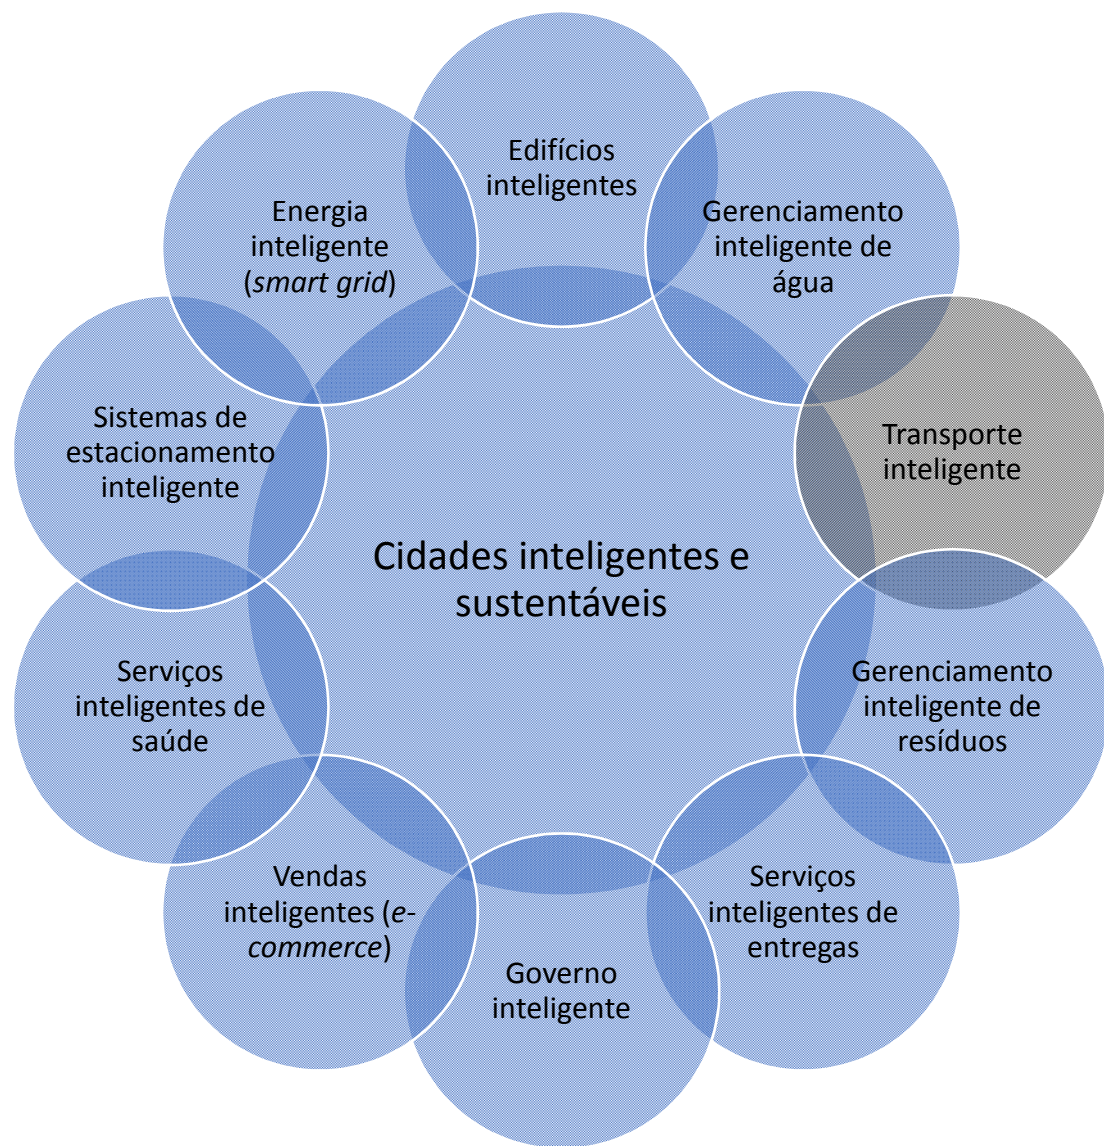 Edifícios
inteligentes
Gerenciamento
inteligente de
água
Transporte
inteligente
Gerenciamento
inteligente de
resíduos
Serviços
inteligentes de
entregas
Governo
inteligente
Vendas
inteligentes (e-
commerce)
Serviços
inteligentes de
saúde
Sistemas de
estacionamento
inteligente
Energia
inteligente
(smart grid)
Cidades inteligentes e
sustentáveis